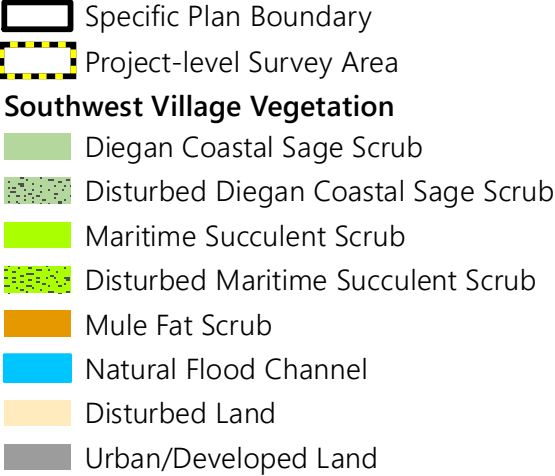 Specific Plan Boundary
Project-level Survey Area
Southwest Village Vegetation
Diegan Coastal Sage Scrub
Disturbed Diegan Coastal Sage Scrub
Maritime Succulent Scrub
Disturbed Maritime Succulent Scrub
Mule Fat Scrub
Natural Flood Channel
Disturbed Land
Urban/Developed Land